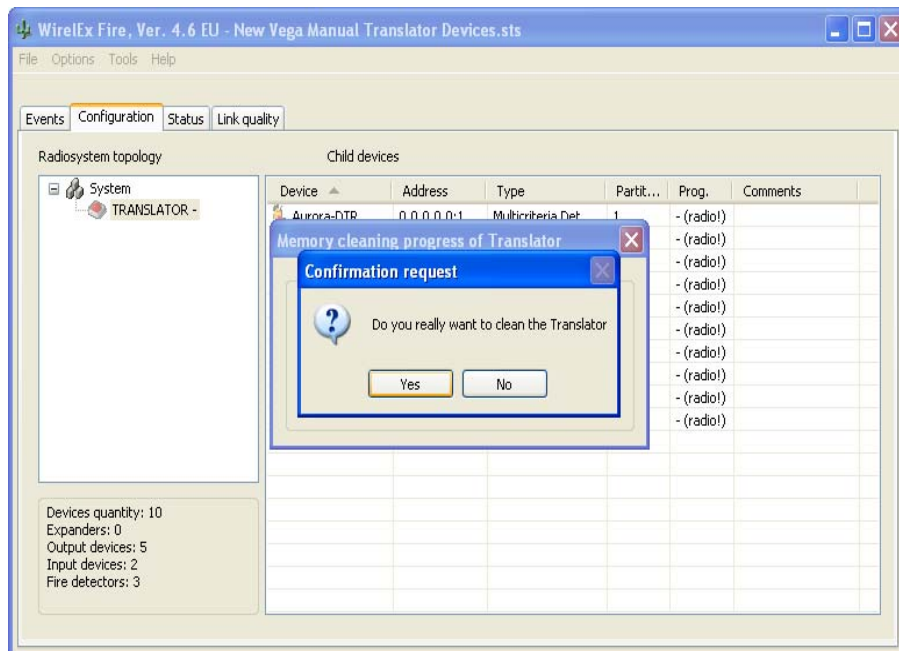 WirelEx Fire, Ver. 4.6 EU - New Vega Manual Translator Devices.sts
File Options Tools Help
Events Configuration Status Link quality
Radiosystem topology Child devices
System
TRANSLATOR -
Device Address Type Partit... Prog. Comments
Aurora-DTR 0.0.0.0:1 Multicriteria Det 1 - (radio!)
- (radio!)
- (radio!)
- (radio!)
- (radio!)
- (radio!)
- (radio!)
- (radio!)
- (radio!)
- (radio!)
Memory cleaning progress of Translator
Confirmation request
Do you really want to clean the Translator
Yes No
Devices quantity: 10
Expanders: 0
Output devices: 5
Input devices: 2
Fire detectors: 3